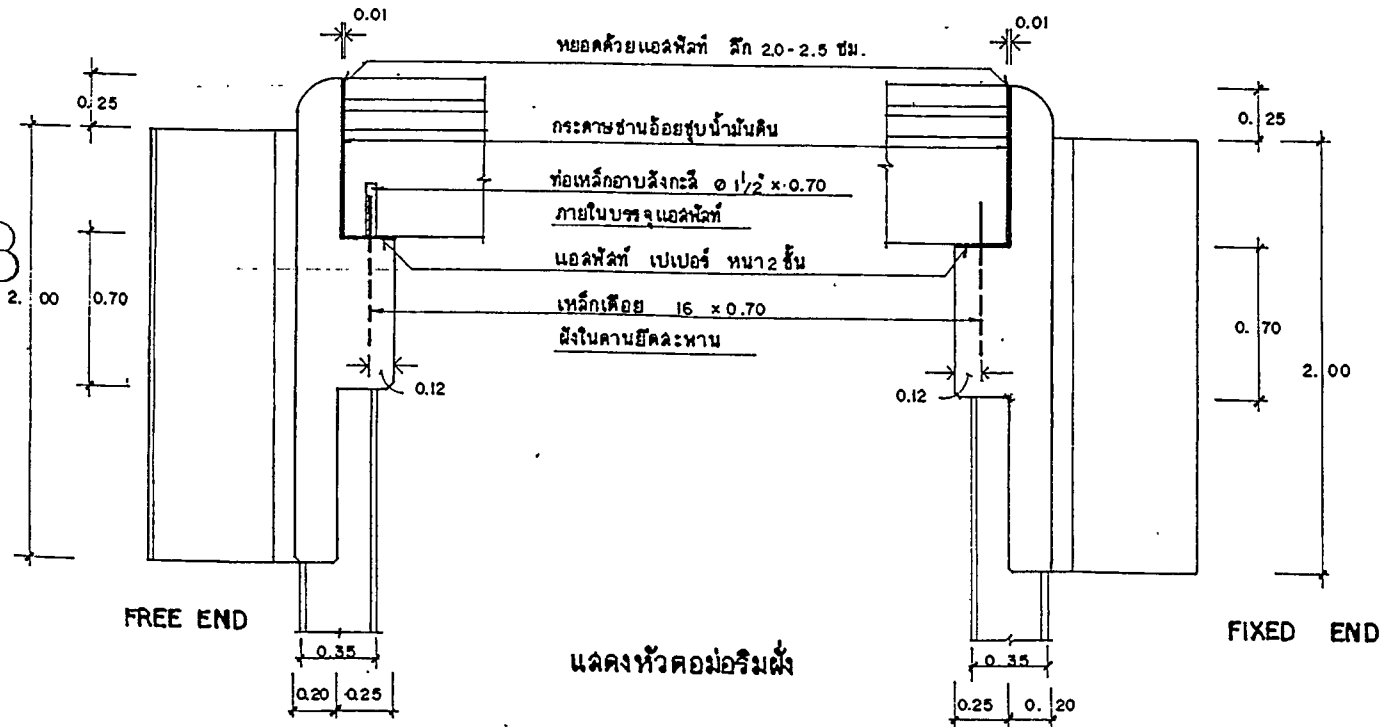 0.01
0.01
หยอดด้วยแอสฟัลท์ ลึก 2.0-2.5 ซม.
0.25
0.25
กระดาษชานอ้อยชุบน้ำมันดิน
ท่อเหล็กอาบสังกะสี ø 1 1/2" × 0.70
ภายในบรรจุแอสฟัลท์
แอสฟัลท์ เปเปอร์ หนา 2 ชั้น
2.00
0.70
เหล็กเดือย 16 × 0.70
0.70
ฝังในคานยึดสะพาน
2.00
0.12
0.12
FREE END
FIXED END
0.35
แสดงหัวตอม่อริมฝั่ง
0.35
0.20
0.25
0.25
0.20